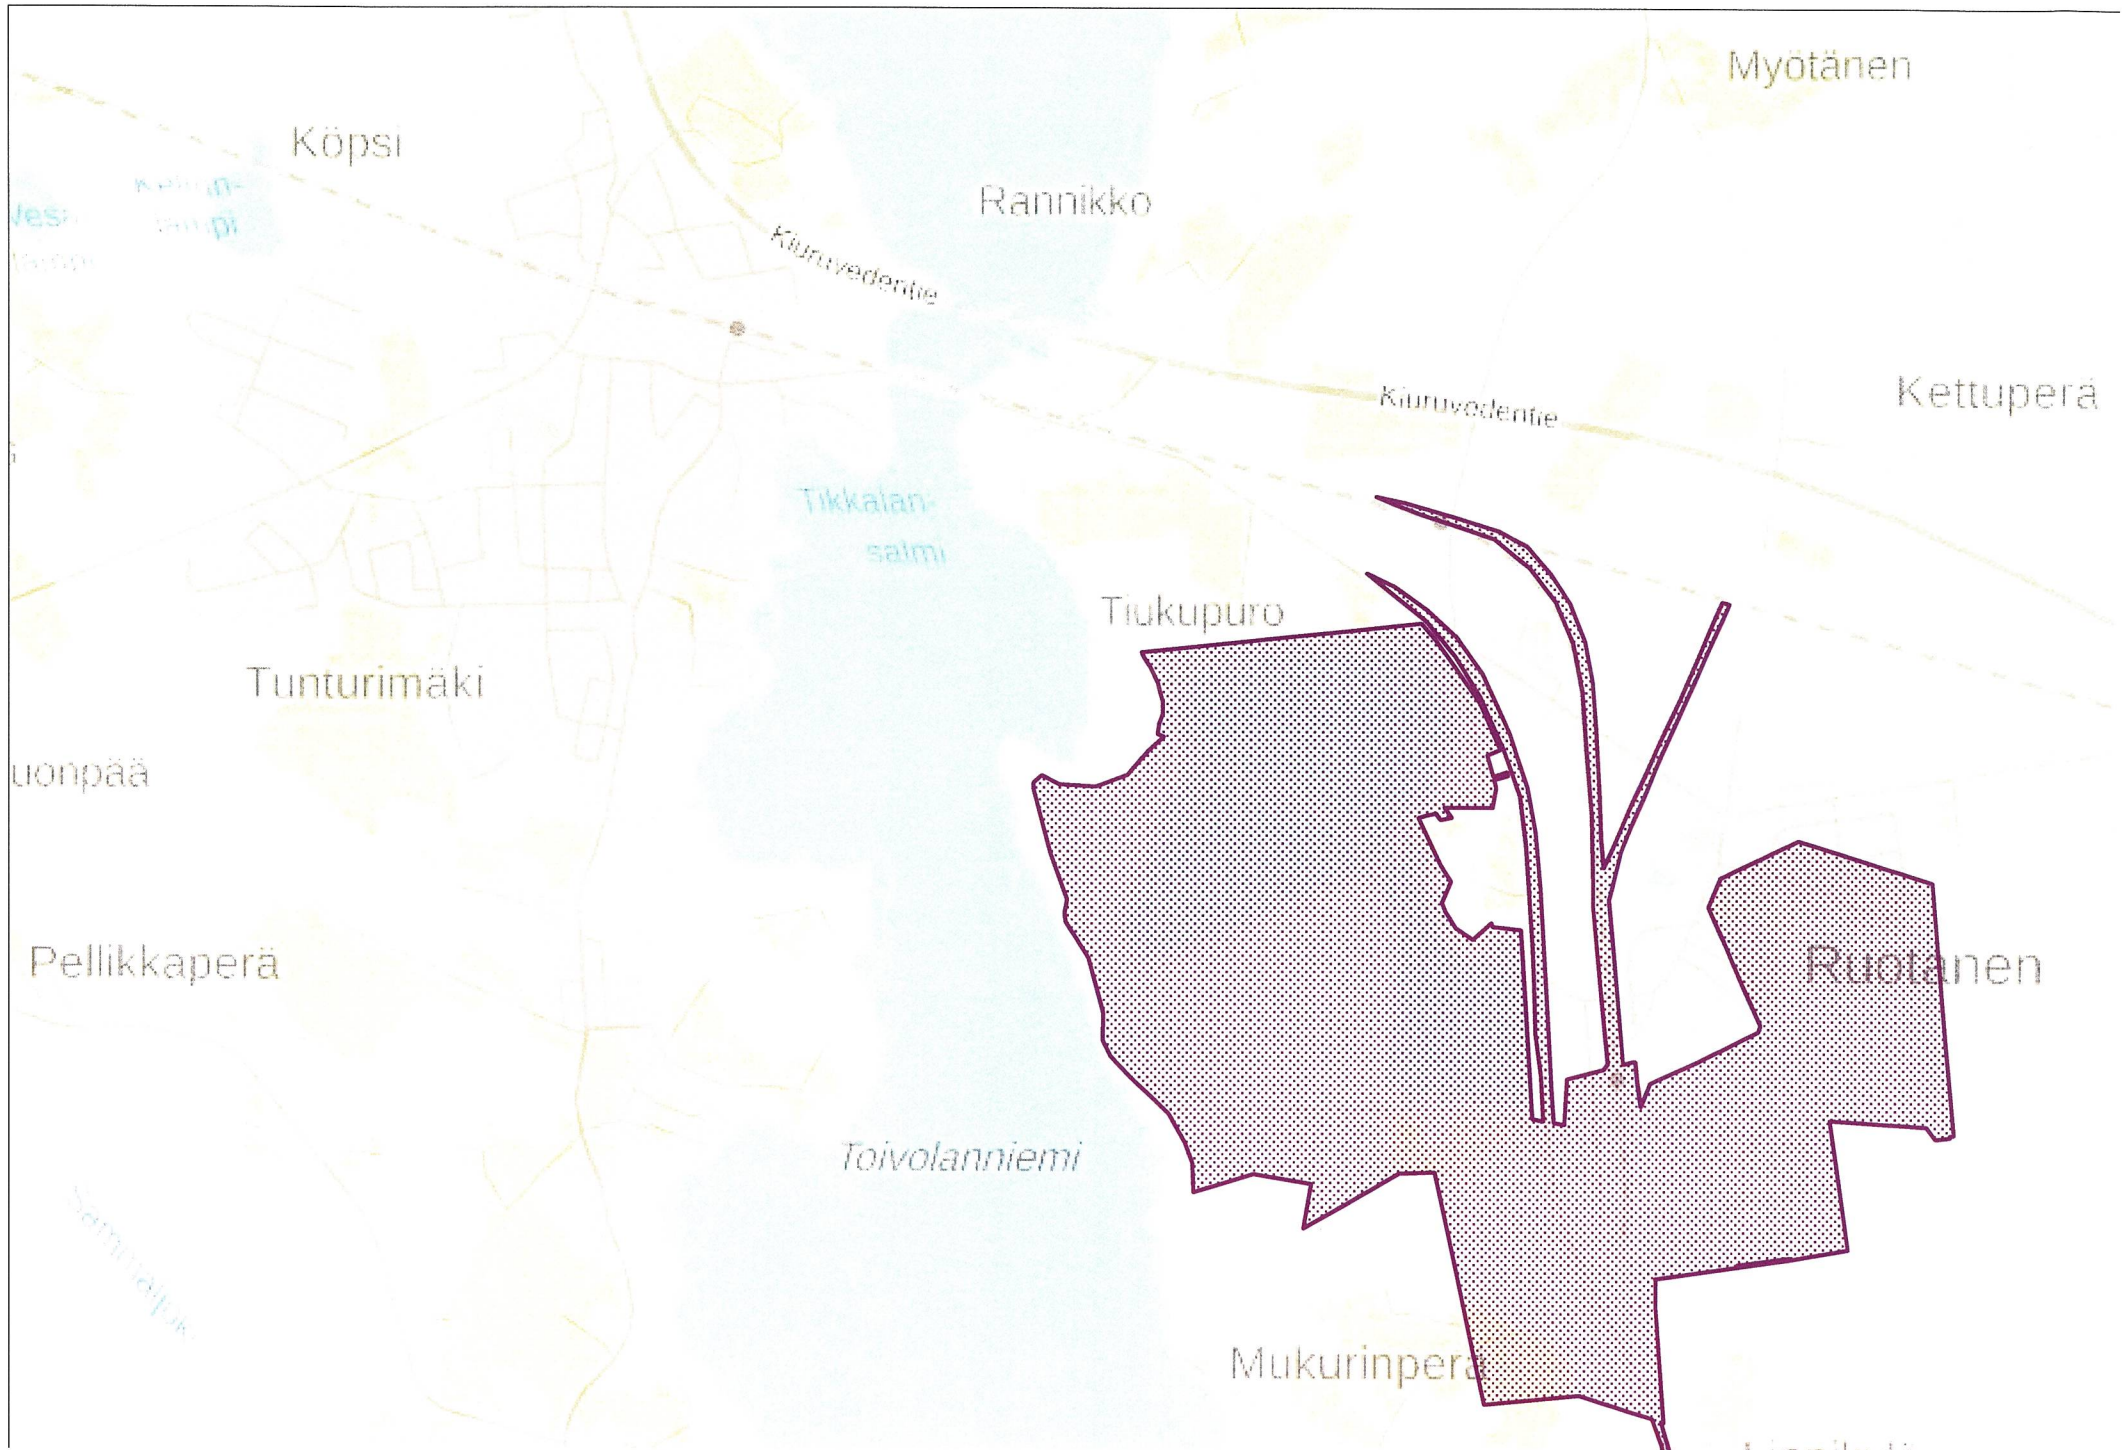 Myötänen
Köpsi
Rannikko
Kiuruvedentie
Kettuperä
Kiuruvedentie
Tikkalan-
salmi
Tiukupuro
Tunturimäki
uonpää
Pellikkaperä
Ruotanen
Toivolanniemi
Mukurinperä